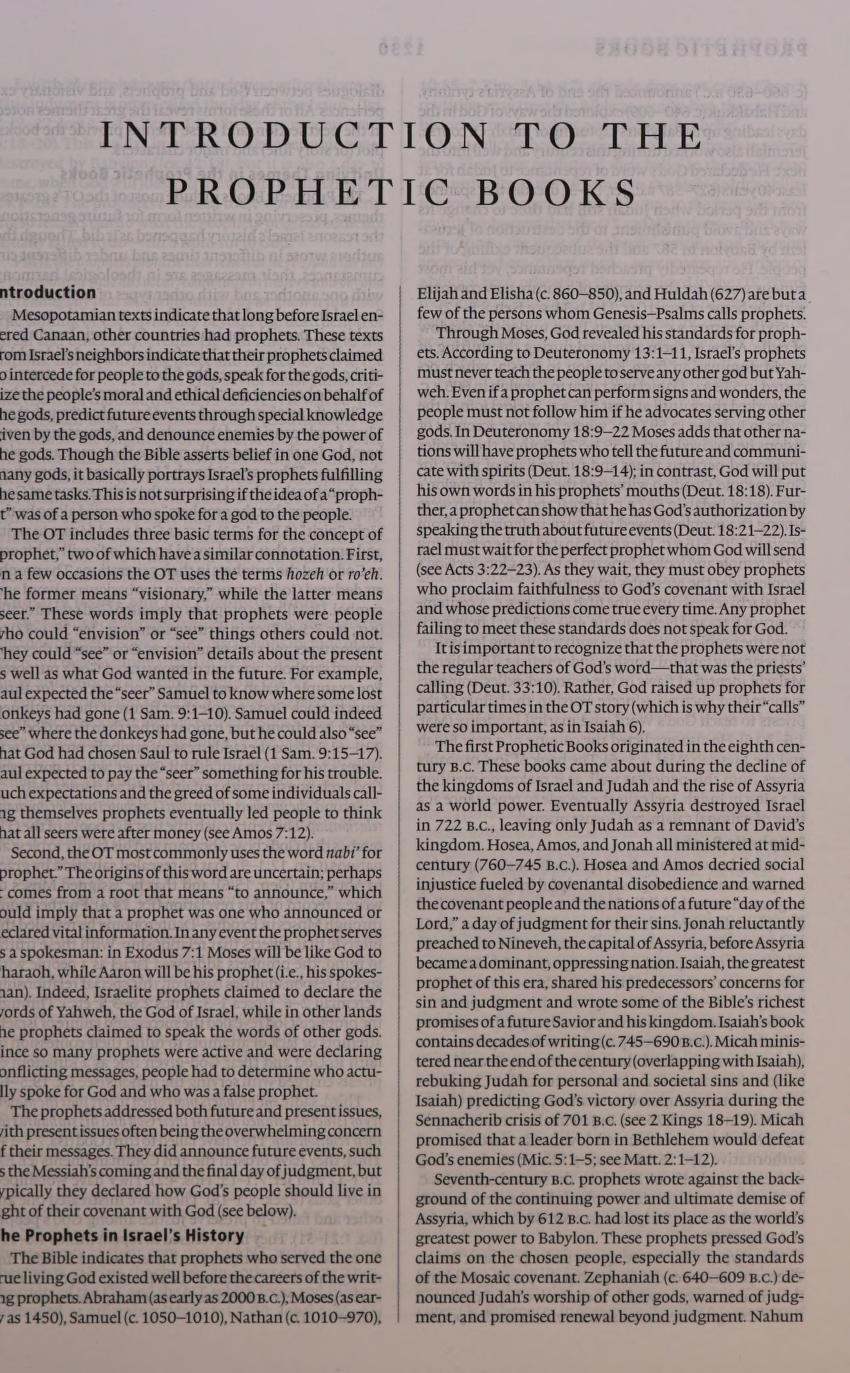 INTRODUCTION TO THE
PROPHETIC BOOKS
ntroduction
Mesopotamian texts indicate that long before Israel en-
ered Canaan, other countries had prophets. These texts
rom Israel's neighbors indicate that their prophets claimed
o intercede for people to the gods, speak for the gods, criti-
ize the people's moral and ethical deficiencies on behalf of
he gods, predict future events through special knowledge
iven by the gods, and denounce enemies by the power of
he gods. Though the Bible asserts belief in one God, not
nany gods, it basically portrays Israel's prophets fulfilling
he same tasks. This is not surprising if the idea of a “proph-
t” was of a person who spoke for a god to the people.
The OT includes three basic terms for the concept of
prophet,” two of which have a similar connotation. First,
n a few occasions the OT uses the terms hozeh or ro'eh.
he former means “visionary,” while the latter means
seer.” These words imply that prophets were people
ho could “envision” or “see” things others could not.
hey could “see” or “envision” details about the present
s well as what God wanted in the future. For example,
aul expected the “seer” Samuel to know where some lost
onkeys had gone (1 Sam. 9:1–10). Samuel could indeed
see” where the donkeys had gone, but he could also “see”
hat God had chosen Saul to rule Israel (1 Sam. 9:15–17).
aul expected to pay the “seer” something for his trouble.
uch expectations and the greed of some individuals call-
ng themselves prophets eventually led people to think
hat all seers were after money (see Amos 7:12).
Second, the OT most commonly uses the word nabi' for
prophet.” The origins of this word are uncertain; perhaps
comes from a root that means “to announce,” which
ould imply that a prophet was one who announced or
eclared vital information. In any event the prophet serves
s a spokesman: in Exodus 7:1 Moses will be like God to
haraoh, while Aaron will be his prophet (i.e., his spokes-
nan). Indeed, Israelite prophets claimed to declare the
ords of Yahweh, the God of Israel, while in other lands
he prophets claimed to speak the words of other gods.
ince so many prophets were active and were declaring
onflicting messages, people had to determine who actu-
lly spoke for God and who was a false prophet.
The prophets addressed both future and present issues,
ith present issues often being the overwhelming concern
f their messages. They did announce future events, such
s the Messiah's coming and the final day of judgment, but
ypically they declared how God's people should live in
ght of their covenant with God (see below).
he Prophets in Israel's History
The Bible indicates that prophets who served the one
rue living God existed well before the careers of the writ-
ng prophets. Abraham (as early as 2000 B.C.), Moses (as ear-
y as 1450), Samuel (c. 1050–1010), Nathan (c. 1010–970),
Elijah and Elisha (c. 860–850), and Huldah (627) are but a
few of the persons whom Genesis–Psalms calls prophets.
Through Moses, God revealed his standards for proph-
ets. According to Deuteronomy 13:1–11, Israel's prophets
must never teach the people to serve any other god but Yah-
weh. Even if a prophet can perform signs and wonders, the
people must not follow him if he advocates serving other
gods. In Deuteronomy 18:9–22 Moses adds that other na-
tions will have prophets who tell the future and communi-
cate with spirits (Deut. 18:9–14); in contrast, God will put
his own words in his prophets' mouths (Deut. 18:18). Fur-
ther, a prophet can show that he has God's authorization by
speaking the truth about future events (Deut. 18:21–22). Is-
rael must wait for the perfect prophet whom God will send
(see Acts 3:22–23). As they wait, they must obey prophets
who proclaim faithfulness to God's covenant with Israel
and whose predictions come true every time. Any prophet
failing to meet these standards does not speak for God.
It is important to recognize that the prophets were not
the regular teachers of God's word—that was the priests'
calling (Deut. 33:10). Rather, God raised up prophets for
particular times in the OT story (which is why their “calls”
were so important, as in Isaiah 6).
The first Prophetic Books originated in the eighth cen-
tury B.C. These books came about during the decline of
the kingdoms of Israel and Judah and the rise of Assyria
as a world power. Eventually Assyria destroyed Israel
in 722 B.C., leaving only Judah as a remnant of David's
kingdom. Hosea, Amos, and Jonah all ministered at mid-
century (760–745 B.C.). Hosea and Amos decried social
injustice fueled by covenantal disobedience and warned
the covenant people and the nations of a future “day of the
Lord,” a day of judgment for their sins. Jonah reluctantly
preached to Nineveh, the capital of Assyria, before Assyria
became a dominant, oppressing nation. Isaiah, the greatest
prophet of this era, shared his predecessors' concerns for
sin and judgment and wrote some of the Bible's richest
promises of a future Savior and his kingdom. Isaiah's book
contains decades of writing (c. 745–690 B.C.). Micah minis-
tered near the end of the century (overlapping with Isaiah),
rebuking Judah for personal and societal sins and (like
Isaiah) predicting God's victory over Assyria during the
Sennacherib crisis of 701 B.C. (see 2 Kings 18–19). Micah
promised that a leader born in Bethlehem would defeat
God's enemies (Mic. 5:1–5; see Matt. 2:1–12).
Seventh-century B.C. prophets wrote against the back-
ground of the continuing power and ultimate demise of
Assyria, which by 612 B.C. had lost its place as the world's
greatest power to Babylon. These prophets pressed God's
claims on the chosen people, especially the standards
of the Mosaic covenant. Zephaniah (c. 640–609 B.C.) de-
nounced Judah's worship of other gods, warned of judg-
ment, and promised renewal beyond judgment. Nahum